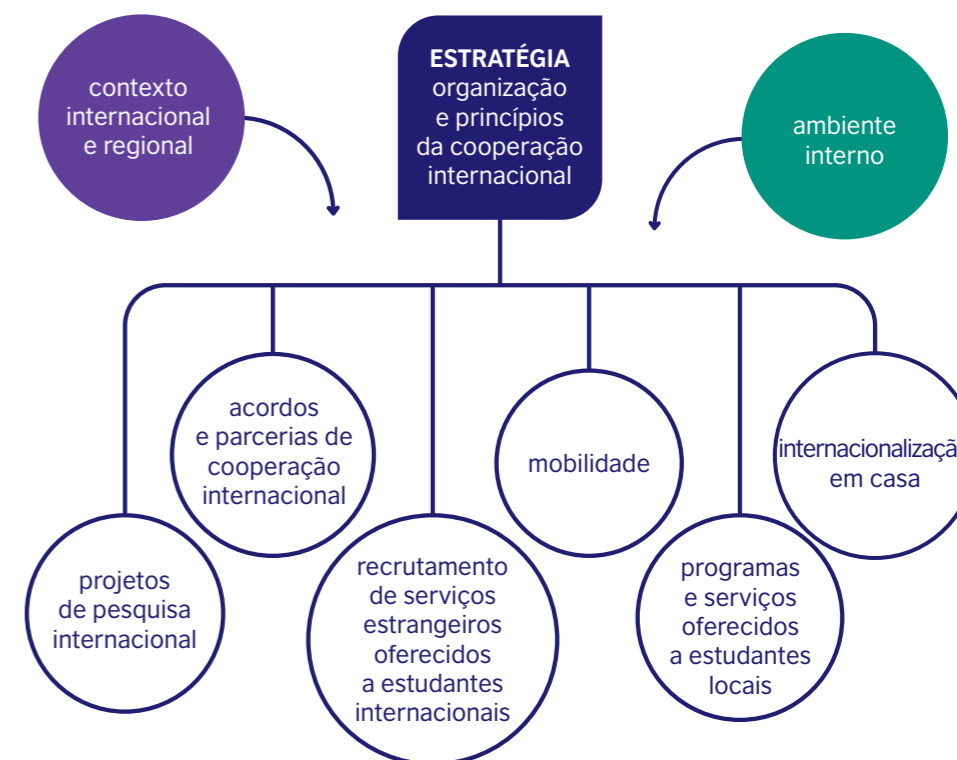 contexto
internacional
e regional
ESTRATÉGIA
organização
e princípios
da cooperação
internacional
ambiente
interno
projetos
de pesquisa
internacional
acordos
e parcerias de
cooperação
internacional
recrutamento
de serviços
estrangeiros
oferecidos
a estudantes
internacionais
mobilidade
programas
e serviços
oferecidos
a estudantes
locais
internacionalizaçã
em casa